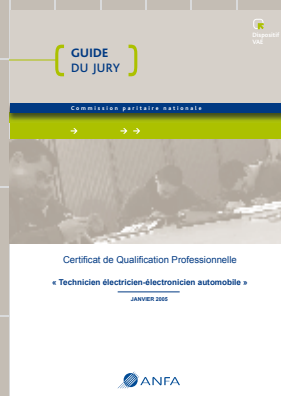 Dispositif
VAE
GUIDE
DU JURY
Commission paritaire nationale
Certificat de Qualification Professionnelle
« Technicien électricien-électronicien automobile »
JANVIER 2005
ANFA